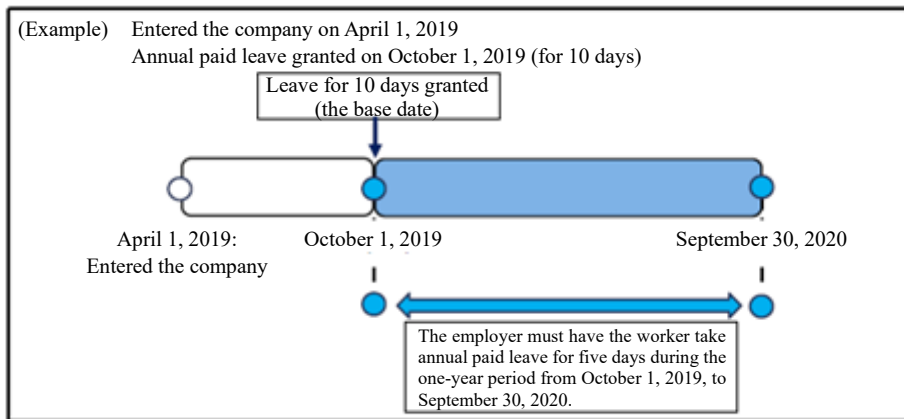 (Example) Entered the company on April 1, 2019
Annual paid leave granted on October 1, 2019 (for 10 days)
Leave for 10 days granted
(the base date)
April 1, 2019:
Entered the company
October 1, 2019
September 30, 2020
The employer must have the worker take
annual paid leave for five days during the
one-year period from October 1, 2019, to
September 30, 2020.